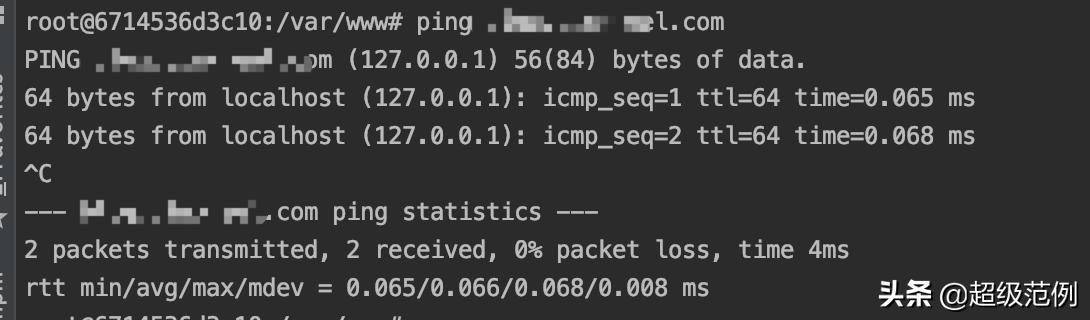 root@6714536d3c10:/var/www# ping el.com
PING om (127.0.0.1) 56(84) bytes of data.
64 bytes from localhost (127.0.0.1): icmp_seq=1 ttl=64 time=0.065 ms
64 bytes from localhost (127.0.0.1): icmp_seq=2 ttl=64 time=0.068 ms
^C
--- .com ping statistics ---
2 packets transmitted, 2 received, 0% packet loss, time 4ms
rtt min/avg/max/mdev = 0.065/0.066/0.068/0.008 ms
头条 @超级范例